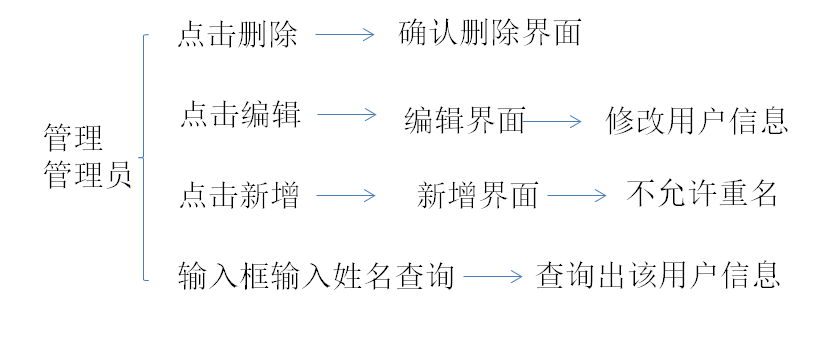 点击删除 确认删除界面
点击编辑 编辑界面 修改用户信息
管理
管理员
点击新增 新增界面 不允许重名
输入框输入姓名查询 查询出该用户信息